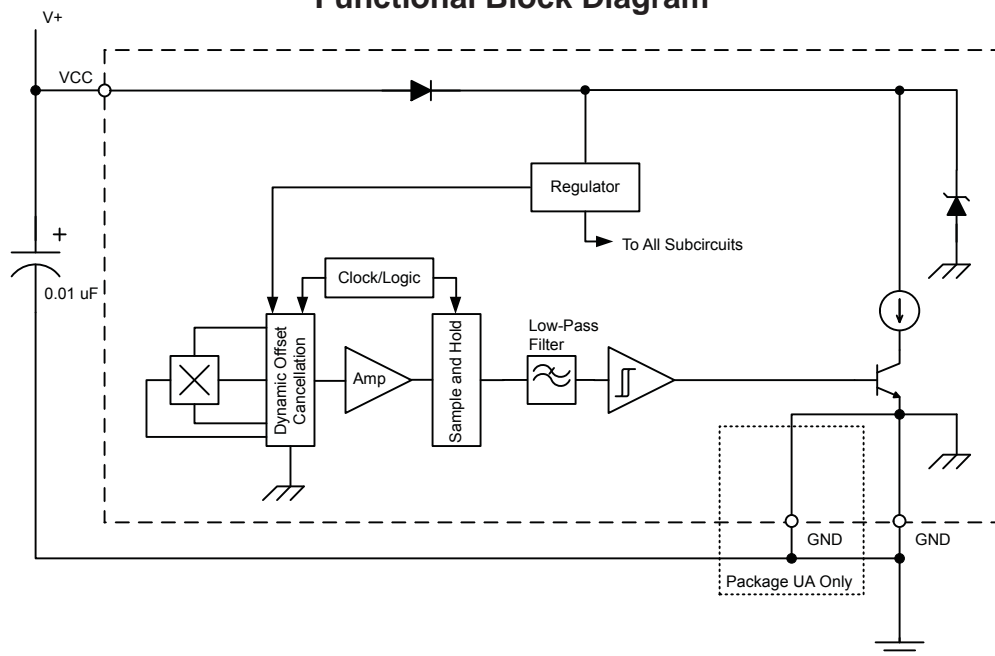 Functional Block Diagram
V+
VCC
Regulator
To All Subcircuits
+
0.01 uF
Clock/Logic
Dynamic Offset
Cancellation
Amp
Sample and Hold
Low-Pass
Filter
GND
GND
Package UA Only